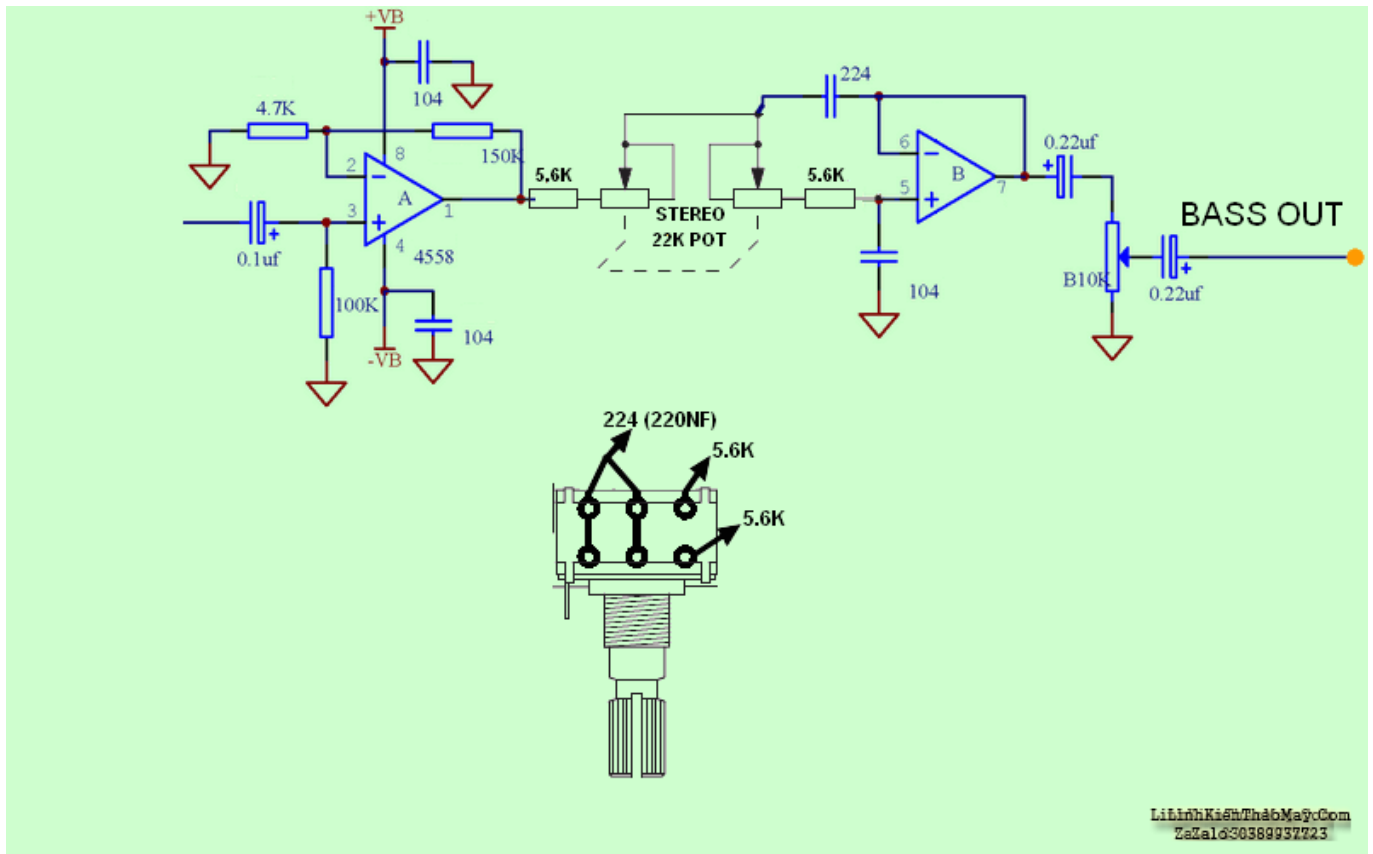 +VB
104
4.7K
150K
2
8
A
1
3
4
4558
0.1uf
100K
104
-VB
5,6K
STEREO
22K POT
5.6K
224
6
5
B
7
104
0.22uf
B10K
0.22uf
BASS OUT
224 (220NF)
5.6K
5.6K